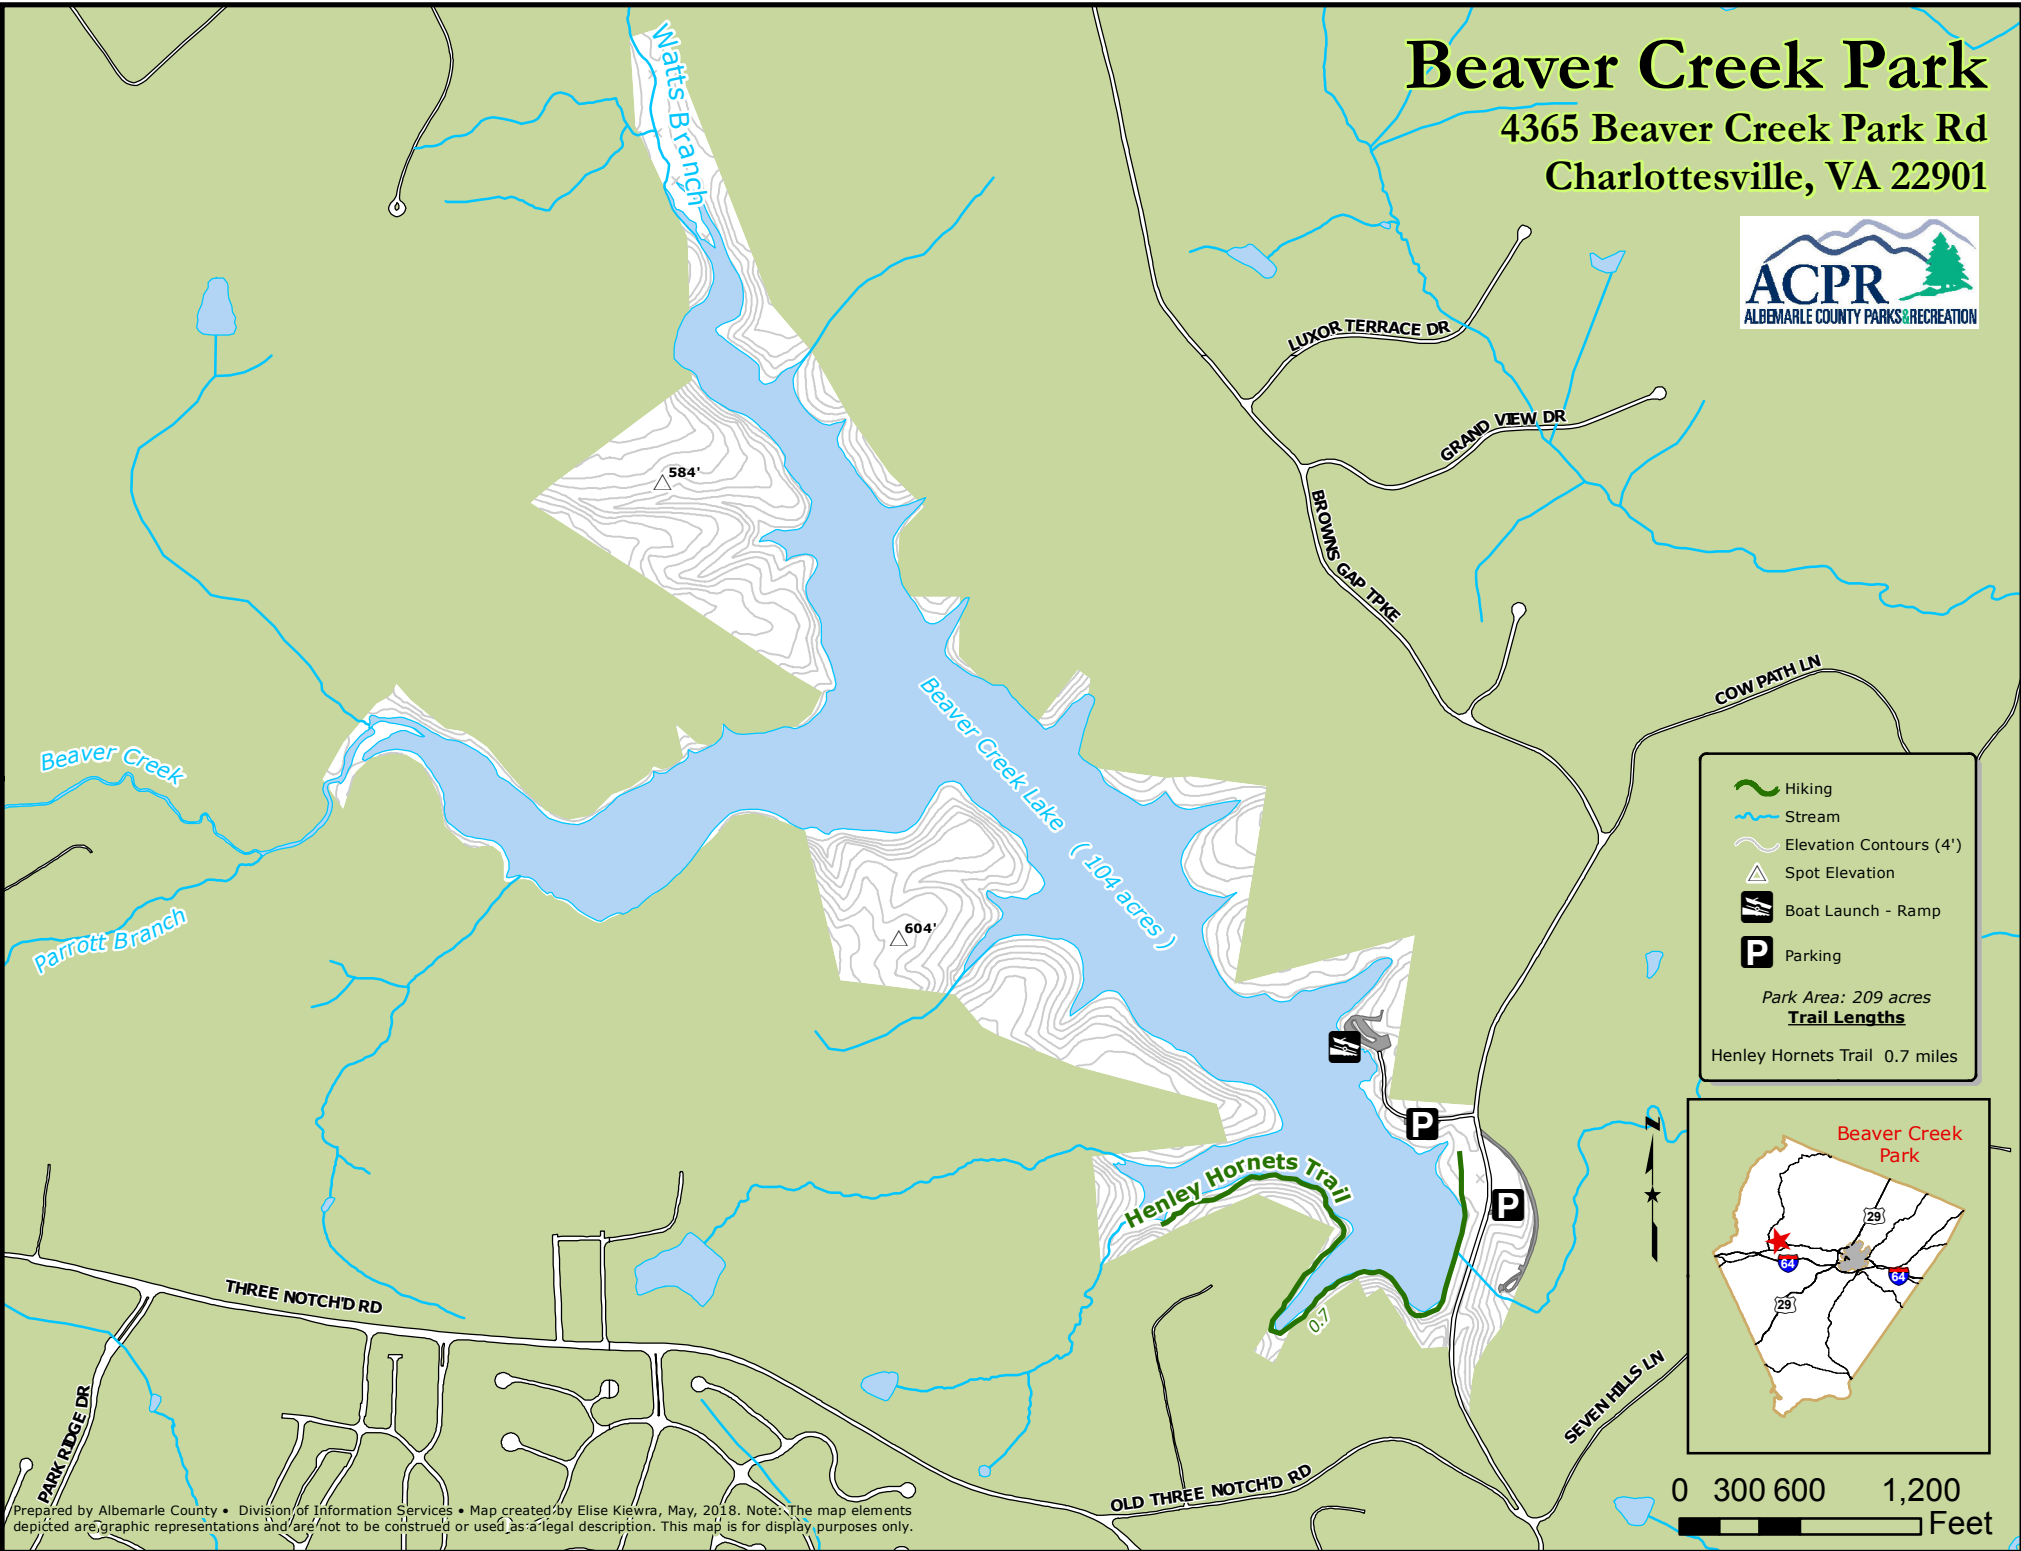 Beaver Creek Park
4365 Beaver Creek Park Rd
Charlottesville, VA 22901
ACPR
ALBEMARLE COUNTY PARKS&RECREATION
Watts Branch
LUXOR TERRACE DR
GRAND VIEW DR
584'
BROWNS GAP TPKE
COW PATH LN
Beaver Creek Lake ( 104 acres )
Beaver Creek
Parrott Branch
604'
Hiking
Stream
Elevation Contours (4')
Spot Elevation
Boat Launch - Ramp
P
Parking
Park Area: 209 acres
Trail Lengths
Henley Hornets Trail 0.7 miles
P
P
Henley Hornets Trail
0.7
N
Beaver Creek
Park
29
64
64
29
THREE NOTCH'D RD
PARK RIDGE DR
SEVEN HILLS LN
OLD THREE NOTCH'D RD
0 300 600 1,200
Feet
Prepared by Albemarle County • Division of Information Services • Map created by Elise Kiewra, May, 2018. Note: The map elements
depicted are graphic representations and are not to be construed or used as a legal description. This map is for display purposes only.